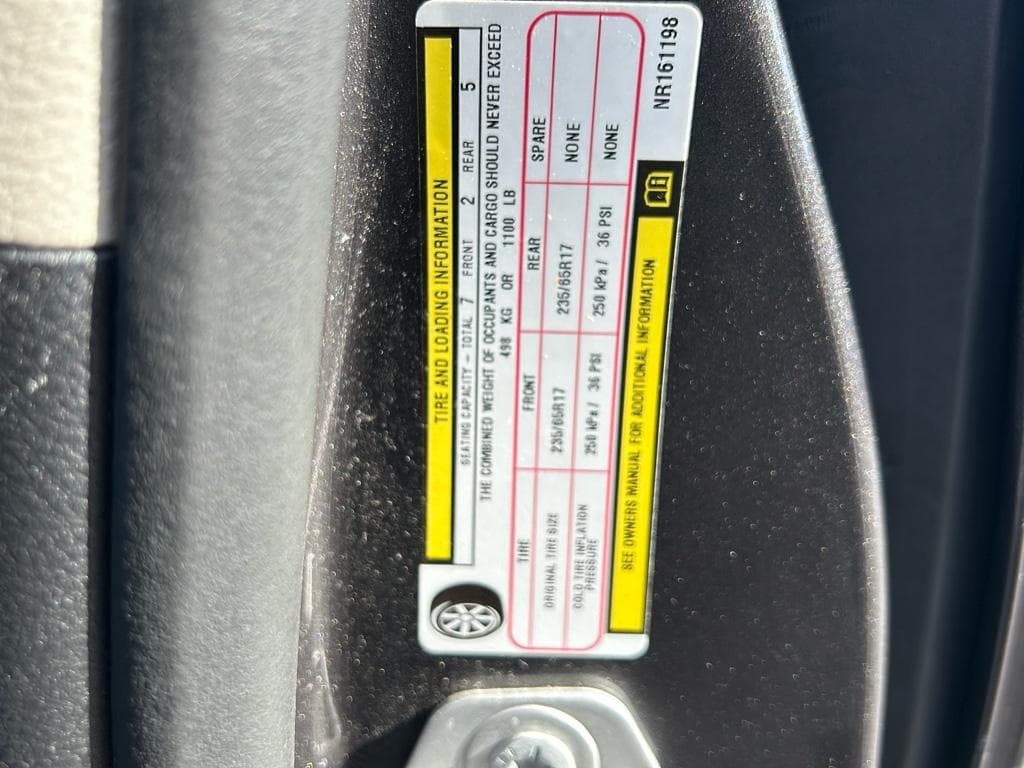 TIRE AND LOADING INFORMATION
SEATING CAPACITY – TOTAL 7 FRONT 2 REAR 5
THE COMBINED WEIGHT OF OCCUPANTS AND CARGO SHOULD NEVER EXCEED
498 KG OR 1100 LB
TIRE FRONT REAR SPARE
ORIGINAL TIRE SIZE 235/65R17 235/65R17 NONE
COLD TIRE INFLATION PRESSURE 250 kPa / 36 PSI 250 kPa / 36 PSI NONE
SEE OWNERS MANUAL FOR ADDITIONAL INFORMATION
NR161198